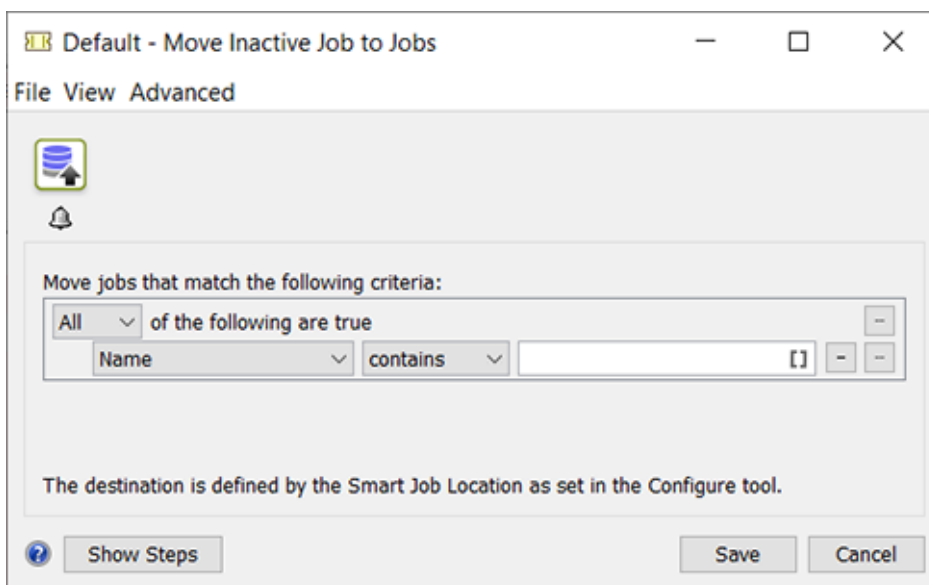 Default - Move Inactive Job to Jobs
File View Advanced
Move jobs that match the following criteria:
All of the following are true
Name contains [] - ...
The destination is defined by the Smart Job Location as set in the Configure tool.
? Show Steps Save Cancel